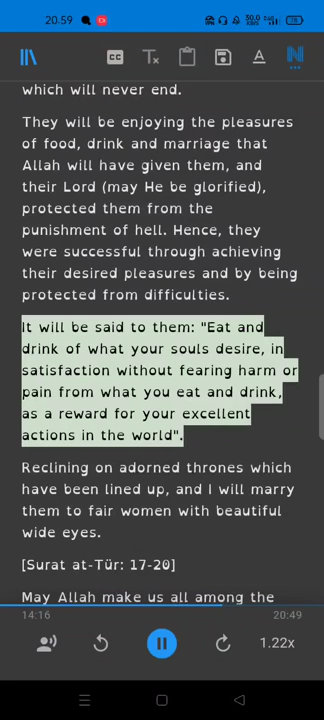 20.59
50.0
KB/S
CC
which will never end.
They will be enjoying the pleasures
of food, drink and marriage that
Allah will have given them, and
their Lord (may He be glorified),
protected them from the
punishment of hell. Hence, they
were successful through achieving
their desired pleasures and by being
protected from difficulties.
It will be said to them: "Eat and
drink of what your souls desire, in
satisfaction without fearing harm or
pain from what you eat and drink,
as a reward for your excellent
actions in the world".
Reclining on adorned thrones which
have been lined up, and I will marry
them to fair women with beautiful
wide eyes.
[Surat at-Tür: 17-20]
May Allah make us all among the
14:16
20:49
1.22x